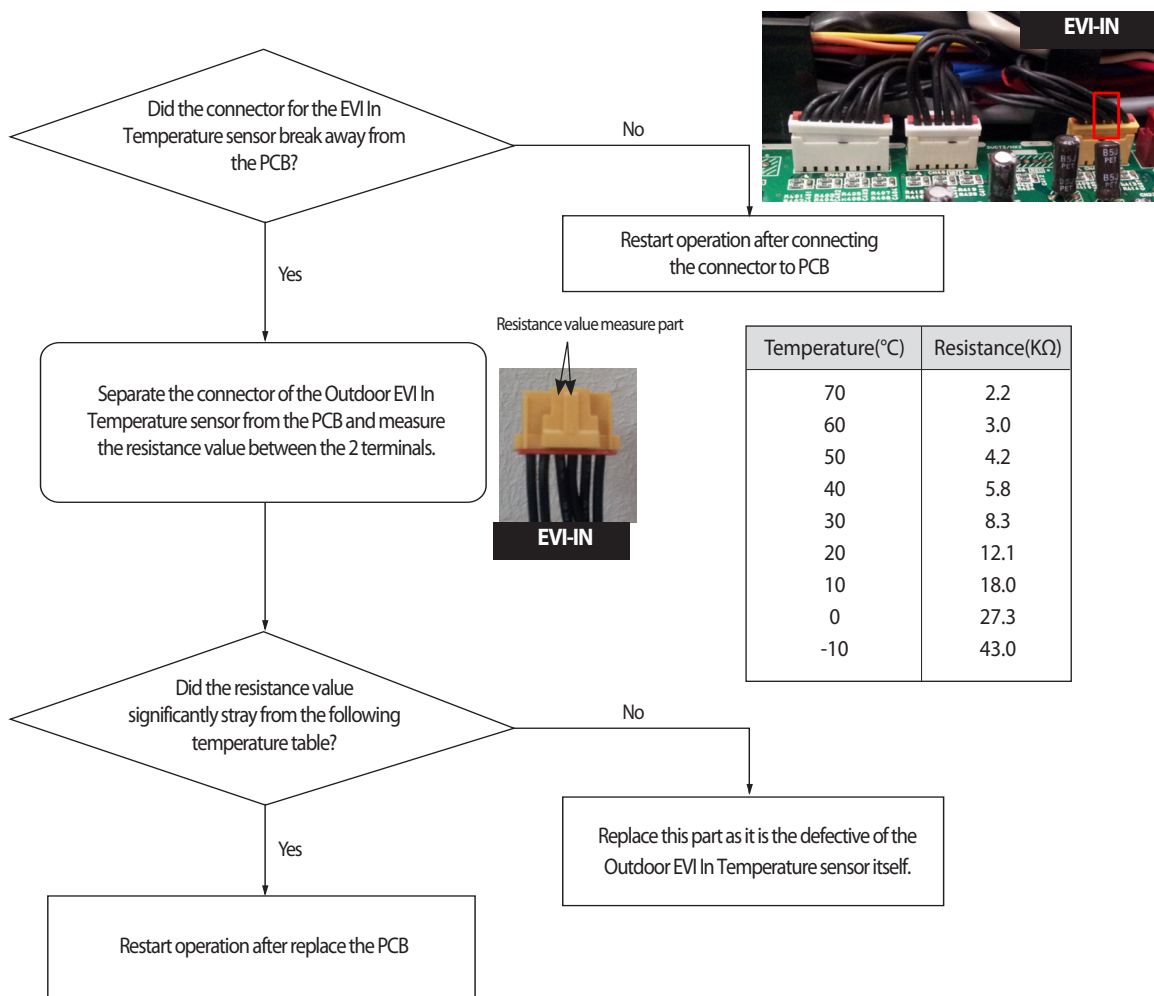 EVI-IN
Did the connector for the EVI In
Temperature sensor break away from
the PCB?
No
Restart operation after connecting
the connector to PCB
Yes
Resistance value measure part
Separate the connector of the Outdoor EVI In
Temperature sensor from the PCB and measure
the resistance value between the 2 terminals.
EVI-IN
Temperature(°C) Resistance(KΩ)
70 2.2
60 3.0
50 4.2
40 5.8
30 8.3
20 12.1
10 18.0
0 27.3
-10 43.0
Did the resistance value
significantly stray from the following
temperature table?
No
Replace this part as it is the defective of the
Outdoor EVI In Temperature sensor itself.
Yes
Restart operation after replace the PCB
B5J
PET
B5J
PET